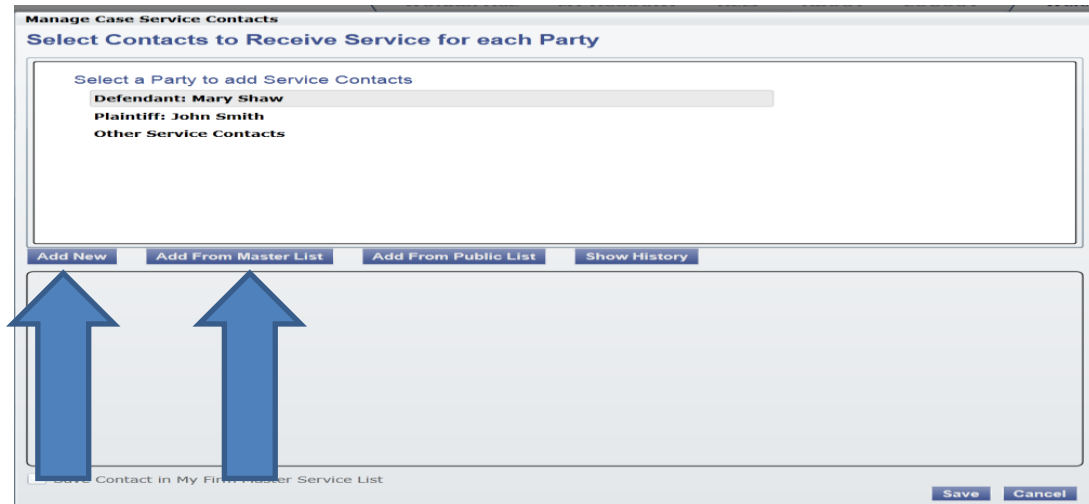 Manage Case Service Contacts
Select Contacts to Receive Service for each Party
Select a Party to add Service Contacts
Defendant: Mary Shaw
Plaintiff: John Smith
Other Service Contacts
Add New Add From Master List Add From Public List Show History
Contact in My Service List
Save Cancel